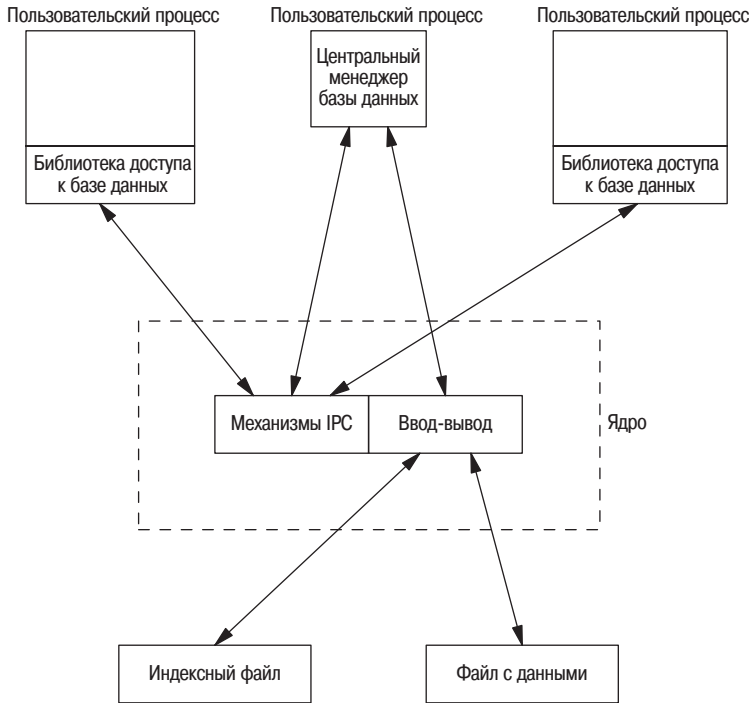 Пользовательский процесс
Пользовательский процесс
Пользовательский процесс
Центральный
менеджер
базы данных
Библиотека доступа
к базе данных
Библиотека доступа
к базе данных
Механизмы IPC
Ввод-вывод
Ядро
Индексный файл
Файл с данными